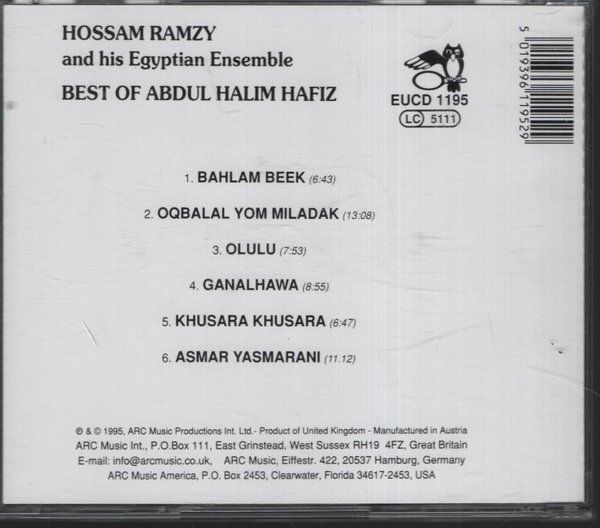 HOSSAM RAMZY
and his Egyptian Ensemble
BEST OF ABDUL HALIM HAFIZ
EUCD 1195
LC 5111
5 019396 119529
1. BAHLAM BEEK (6:43)
2. OQBALAL YOM MILADAK (13:08)
3. OLULU (7:53)
4. GANALHAWA (8:55)
5. KHUSARA KHUSARA (6:47)
6. ASMAR YASMARANI (11.12)
℗ & © 1995, ARC Music Productions Int. Ltd.- Product of United Kingdom - Manufactured in Austria
ARC Music Int., P.O.Box 111, East Grinstead, West Sussex RH19 4FZ, Great Britain
E-mail: info@arcmusic.co.uk, ARC Music, Eiffestr. 422, 20537 Hamburg, Germany
ARC Music America, P.O. Box 2453, Clearwater, Florida 34617-2453, USA